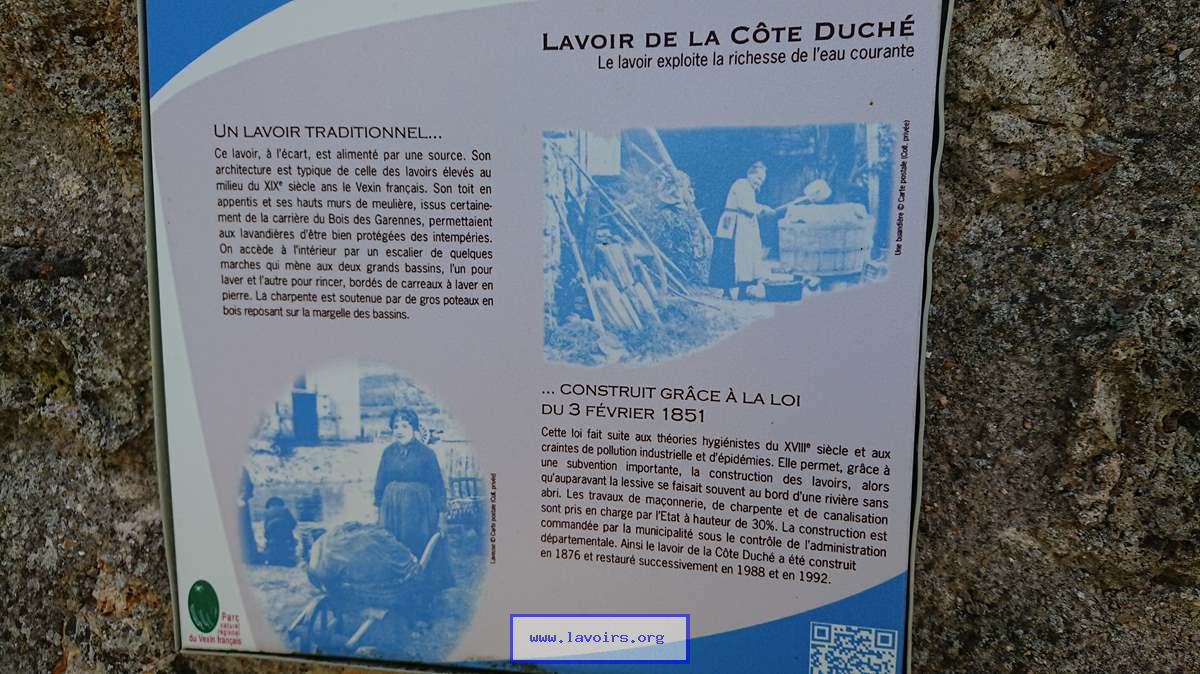 LAVOIR DE LA CÔTE DUCHÉ
Le lavoir exploite la richesse de l'eau courante
UN LAVOIR TRADITIONNEL...
Ce lavoir, à l'écart, est alimenté par une source. Son
architecture est typique de celle des lavoirs élevés au
milieu du XIXe siècle ans le Vexin français. Son toit en
appentis et ses hauts murs de meulière, issus certaine-
ment de la carrière du Bois des Garennes, permettaient
aux lavandières d'être bien protégées des intempéries.
On accède à l'intérieur par un escalier de quelques
marches qui mène aux deux grands bassins, l'un pour
laver et l'autre pour rincer, bordés de carreaux à laver en
pierre. La charpente est soutenue par de gros poteaux en
bois reposant sur la margelle des bassins.
Une buandière © Carte postale (Coll. privée)
... CONSTRUIT GRÂCE À LA LOI
DU 3 FÉVRIER 1851
Cette loi fait suite aux théories hygiénistes du XVIIIe siècle et aux
craintes de pollution industrielle et d'épidémies. Elle permet, grâce à
une subvention importante, la construction des lavoirs, alors
qu'auparavant la lessive se faisait souvent au bord d'une rivière sans
abri. Les travaux de maçonnerie, de charpente et de canalisation
sont pris en charge par l'Etat à hauteur de 30%. La construction est
commandée par la municipalité sous le contrôle de l'administration
départementale. Ainsi le lavoir de la Côte Duché a été construit
en 1876 et restauré successivement en 1988 et en 1992.
© Carte postale (Coll. privée)
Parc
naturel
régional
du Vexin français
www.lavoirs.org